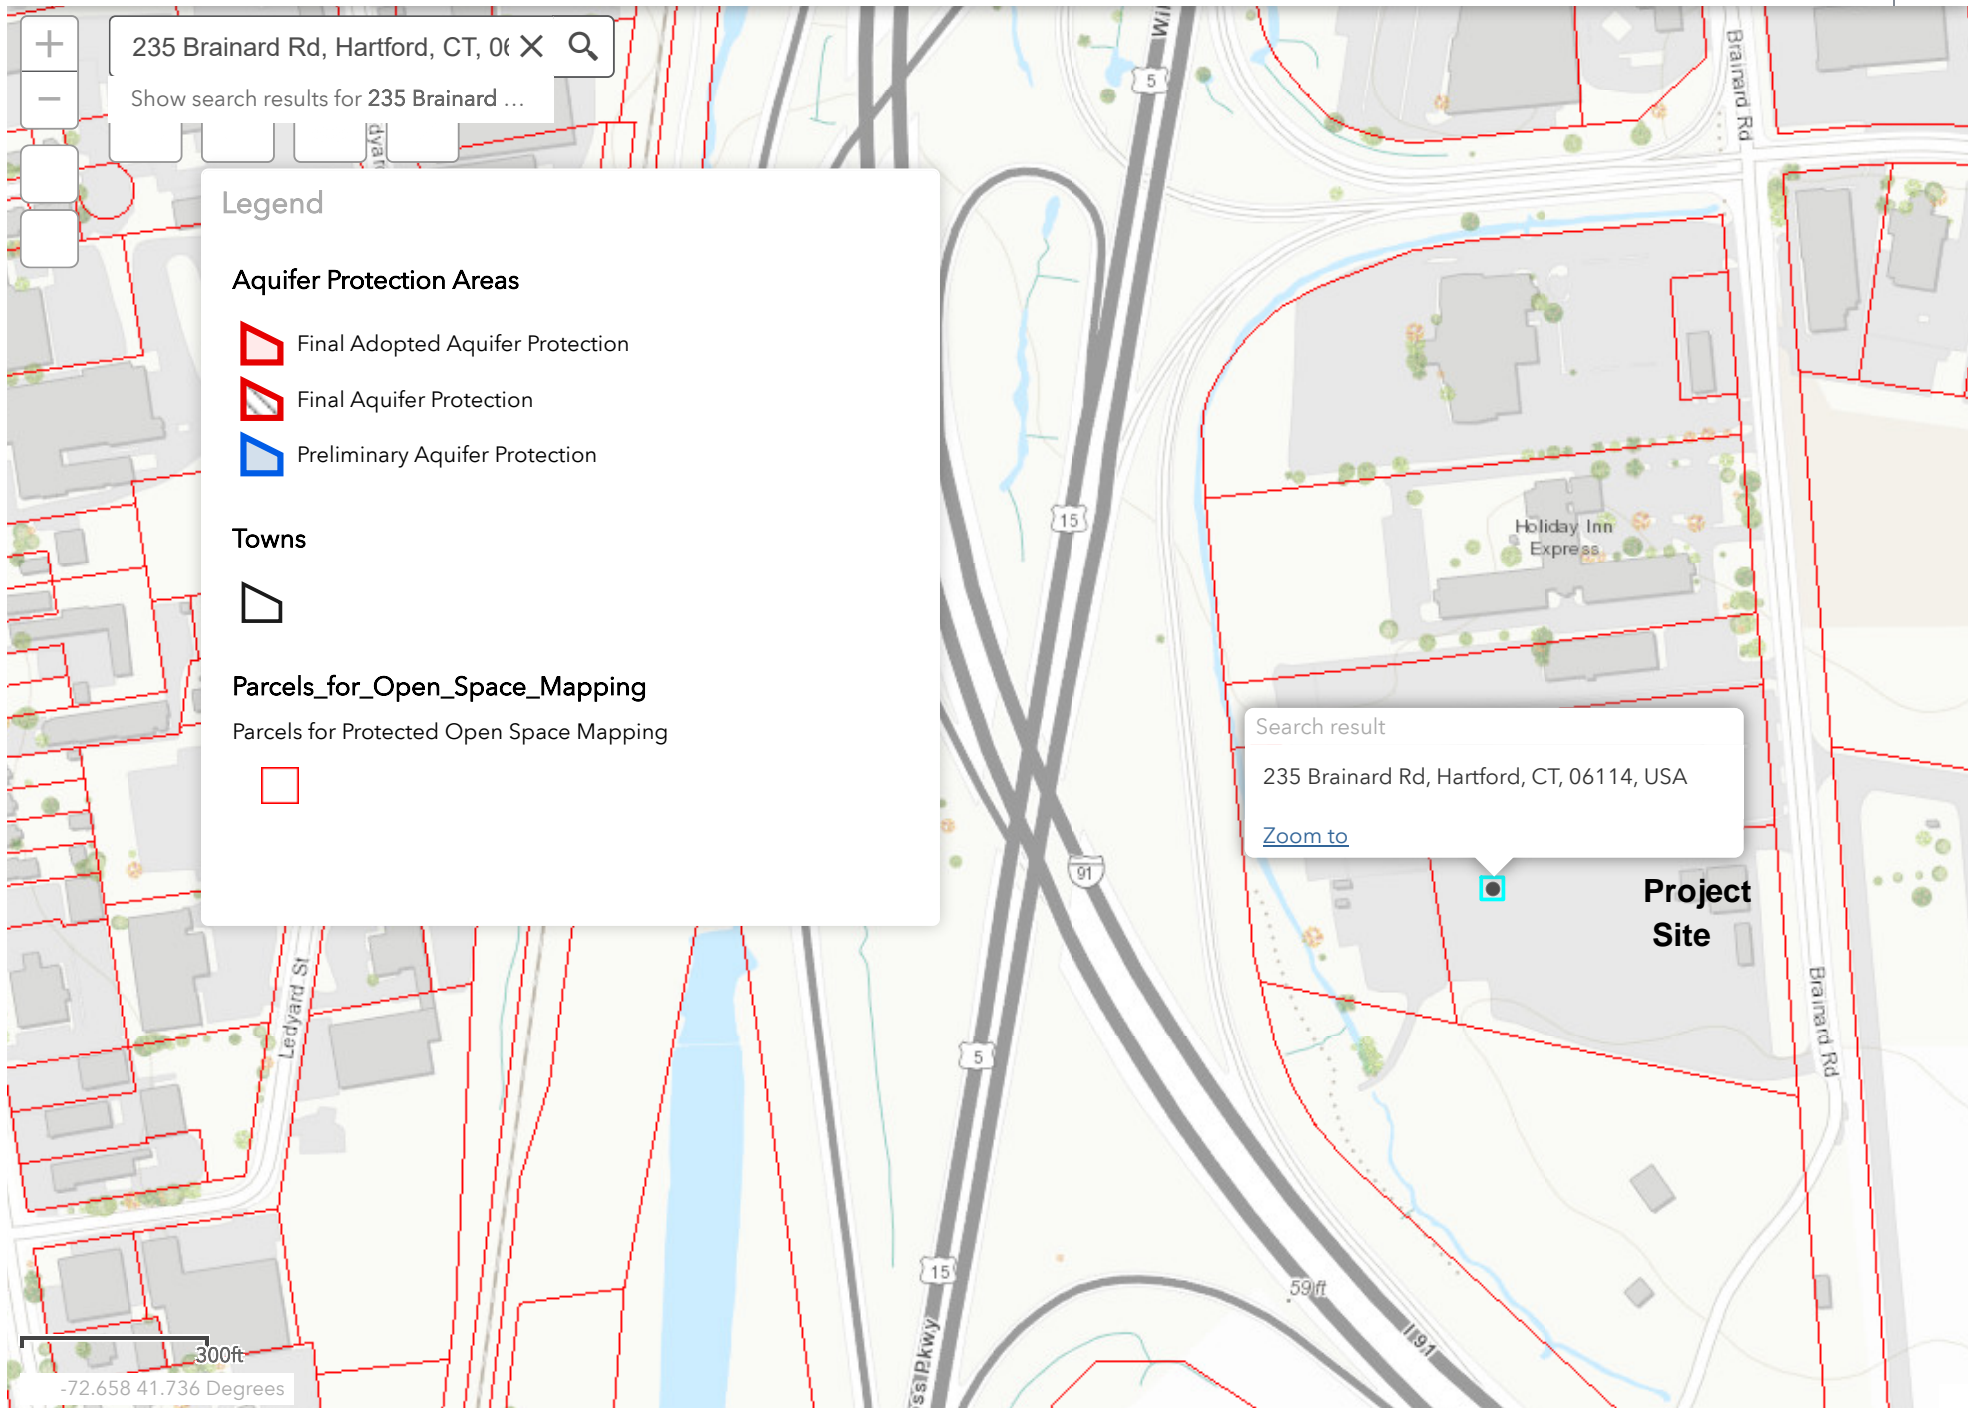 235 Brainard Rd, Hartford, CT, 06
Show search results for 235 Brainard ...
Legend
Aquifer Protection Areas
Final Adopted Aquifer Protection
Final Aquifer Protection
Preliminary Aquifer Protection
Towns
Parcels_for_Open_Space_Mapping
Parcels for Protected Open Space Mapping
5
Brainard Rd
15
Holiday Inn
Express
Search result
235 Brainard Rd, Hartford, CT, 06114, USA
Zoom to
91
Project
Site
Ledyard St
Brainard Rd
5
15
59 ft
I 91
ss Pkwy
300ft
-72.658 41.736 Degrees